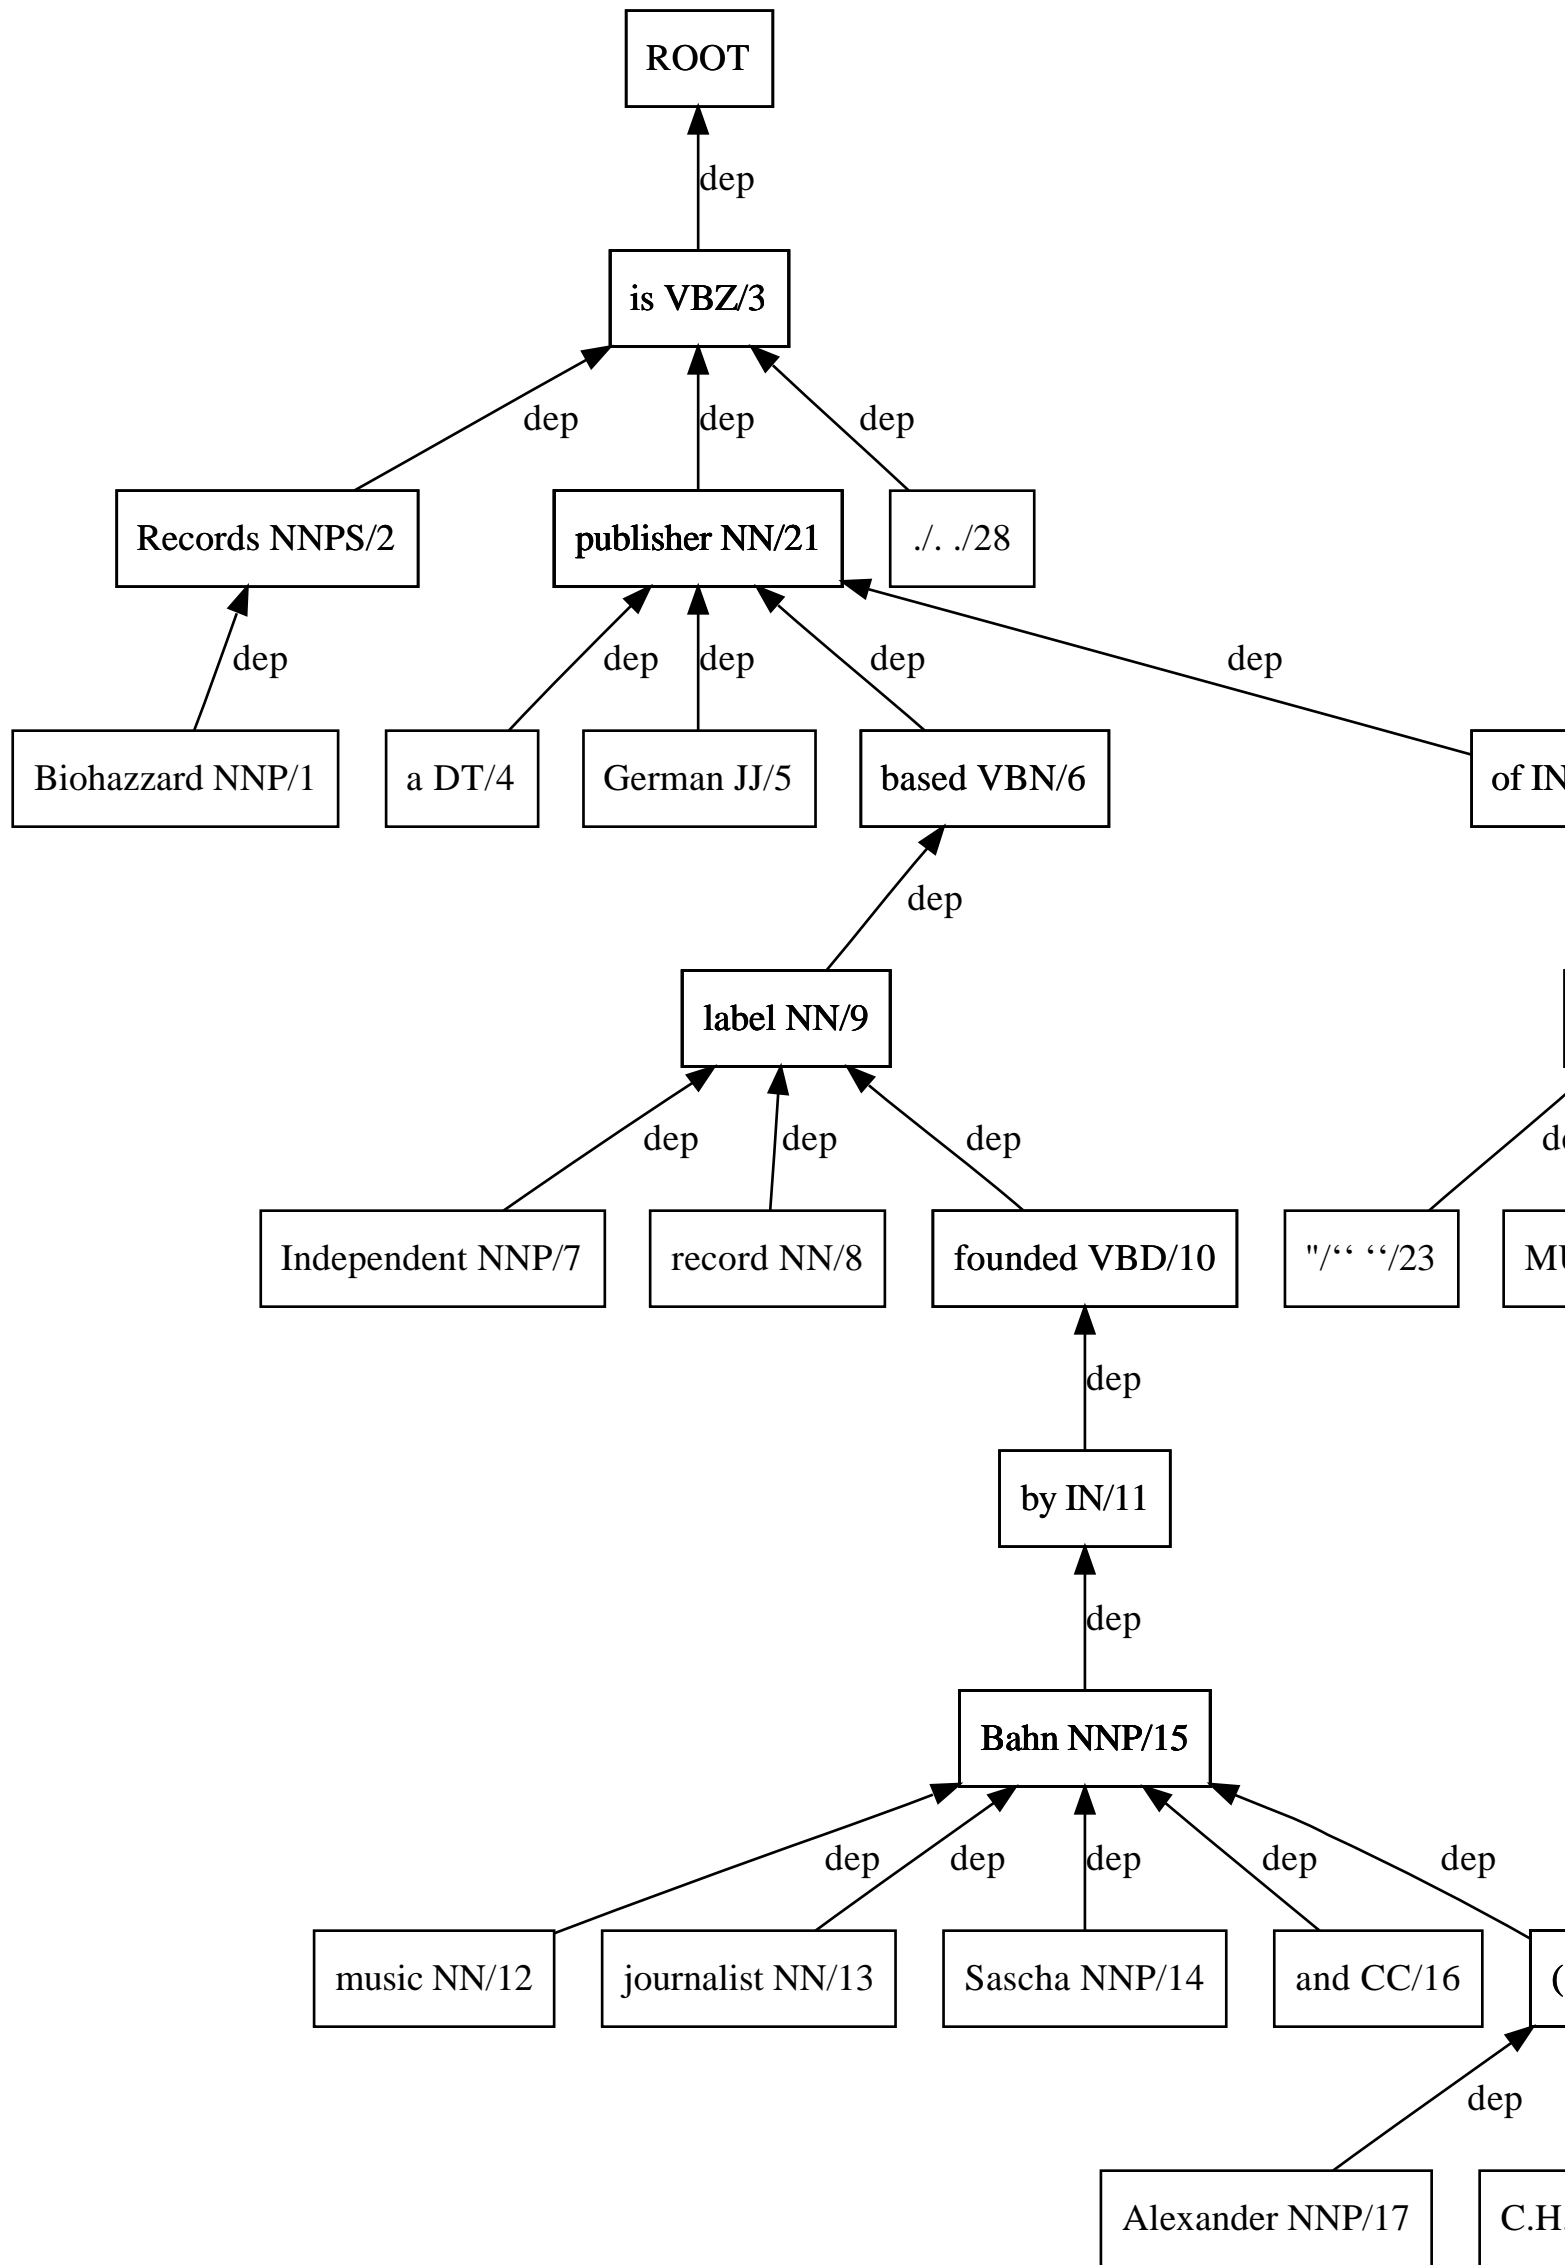 ROOT
dep
is VBZ/3
dep dep dep
Records NNPS/2 publisher NN/21 ./. ./28
dep dep dep dep dep
Biohazzard NNP/1 a DT/4 German JJ/5 based VBN/6 of IN
dep
label NN/9
dep dep dep
Independent NNP/7 record NN/8 founded VBD/10 "/“ “/23
dep
by IN/11
dep
Bahn NNP/15
dep dep dep dep dep
music NN/12 journalist NN/13 Sascha NNP/14 and CC/16 (
dep
Alexander NNP/17 C.H.